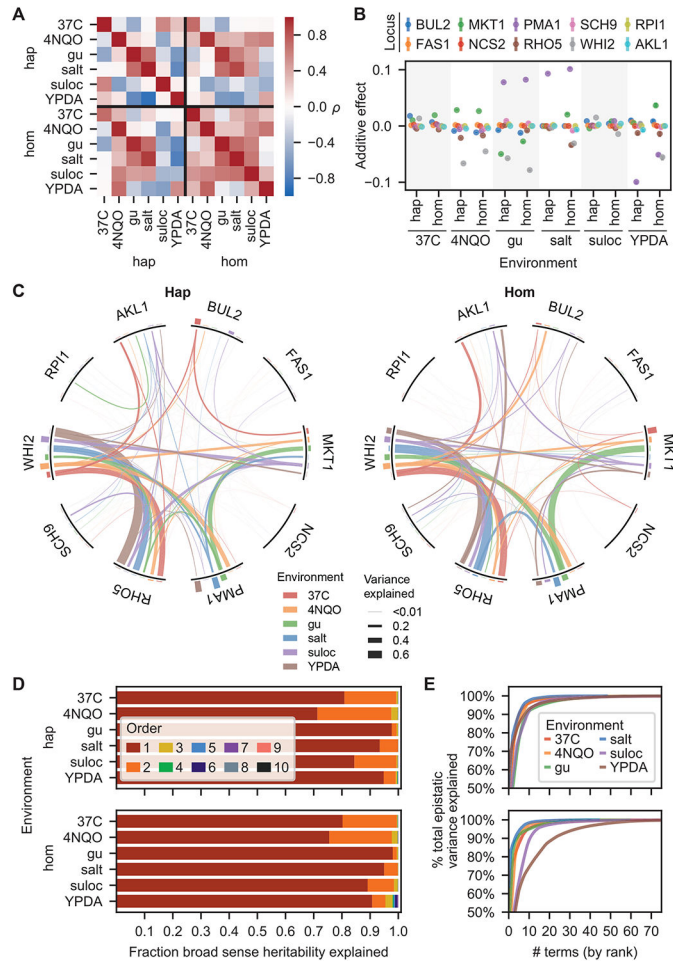 A
hap
hom
37C
4NQO
gu
salt
suloc
YPDA
37C
4NQO
gu
salt
suloc
YPDA
37C
4NQO
gu
salt
suloc
YPDA
37C
4NQO
gu
salt
suloc
YPDA
hap
hom
0.8
0.4
0.0 ρ
−0.4
−0.8
B
Locus
BUL2 MKT1 PMA1 SCH9 RPI1
FAS1 NCS2 RHO5 WHI2 AKL1
Additive effect
0.1
0.0
−0.1
hap hom hap hom hap hom hap hom hap hom hap hom
37C 4NQO gu salt suloc YPDA
Environment
C
Hap
AKL1
BUL2
RPI1
FAS1
WHI2
MKT1
SCH9
NCS2
RHO5
PMA1
Hom
AKL1
BUL2
RPI1
FAS1
WHI2
MKT1
SCH9
NCS2
RHO5
PMA1
Environment
37C
4NQO
gu
salt
suloc
YPDA
Variance
explained
<0.01
0.2
0.4
0.6
D
Environment
hap
37C
4NQO
gu
salt
suloc
YPDA
Order
1 3 5 7 9
2 4 6 8 10
hom
37C
4NQO
gu
salt
suloc
YPDA
0.1 0.2 0.3 0.4 0.5 0.6 0.7 0.8 0.9 1.0
Fraction broad sense heritability explained
E
% total epistatic
variance explained
100%
90%
80%
70%
60%
50%
Environment
37C salt
4NQO suloc
gu YPDA
100%
90%
80%
70%
60%
50%
0 10 20 30 40 50 60 70
# terms (by rank)